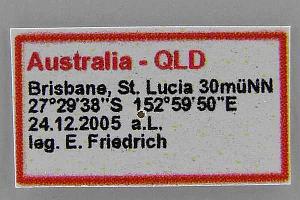 Australia - QLD
Brisbane, St. Lucia 30müNN
27°29'38"S 152°59'50"E
24.12.2005 a.L.
leg. E. Friedrich